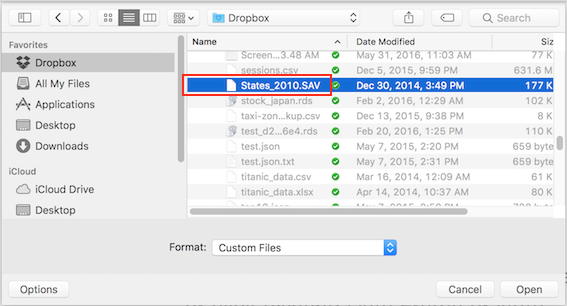 Dropbox
Search
Favorites
Dropbox
All My Files
Applications
Desktop
Downloads
iCloud
iCloud Drive
Desktop
Name Date Modified Siz
Screen...3.48 AM May 31, 2016, 11:03 AM 77 K
sessions.csv Dec 5, 2015, 9:59 PM 631.6 M
States_2010.SAV Dec 30, 2014, 3:49 PM 177 K
stock_japan.rds Feb 2, 2016, 12:29 AM 102 K
taxi-zon...kup.csv Dec 13, 2015, 9:38 PM 12 K
test_d2...6e4.rds Feb 20, 2016, 1:25 PM 110 K
test.json May 7, 2015, 2:20 PM 659 byte
test.json.txt May 7, 2015, 2:31 PM 659 byte
titanic_data.csv Mar 16, 2014, 12:09 AM 61 K
titanic_data.xlsx Apr 14, 2014, 10:37 AM 80 K
Format: Custom Files
Options Cancel Open